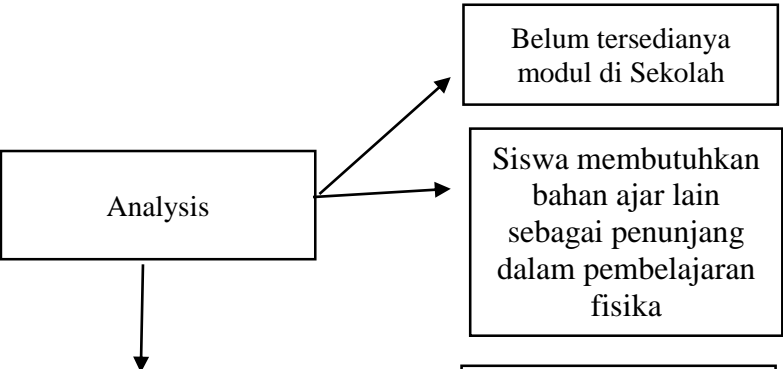 Belum tersedianya
modul di Sekolah
Analysis
Siswa membutuhkan
bahan ajar lain
sebagai penunjang
dalam pembelajaran
fisika